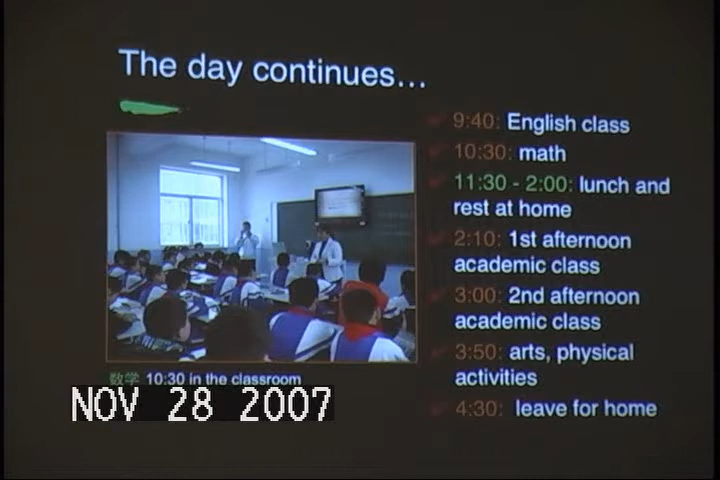 The day continues...
9:40: English class
10:30: math
11:30 - 2:00: lunch and
rest at home
2:10: 1st afternoon
academic class
3:00: 2nd afternoon
academic class
3:50: arts, physical
activities
4:30: leave for home
数学 10:30 in the classroom
NOV 28 2007